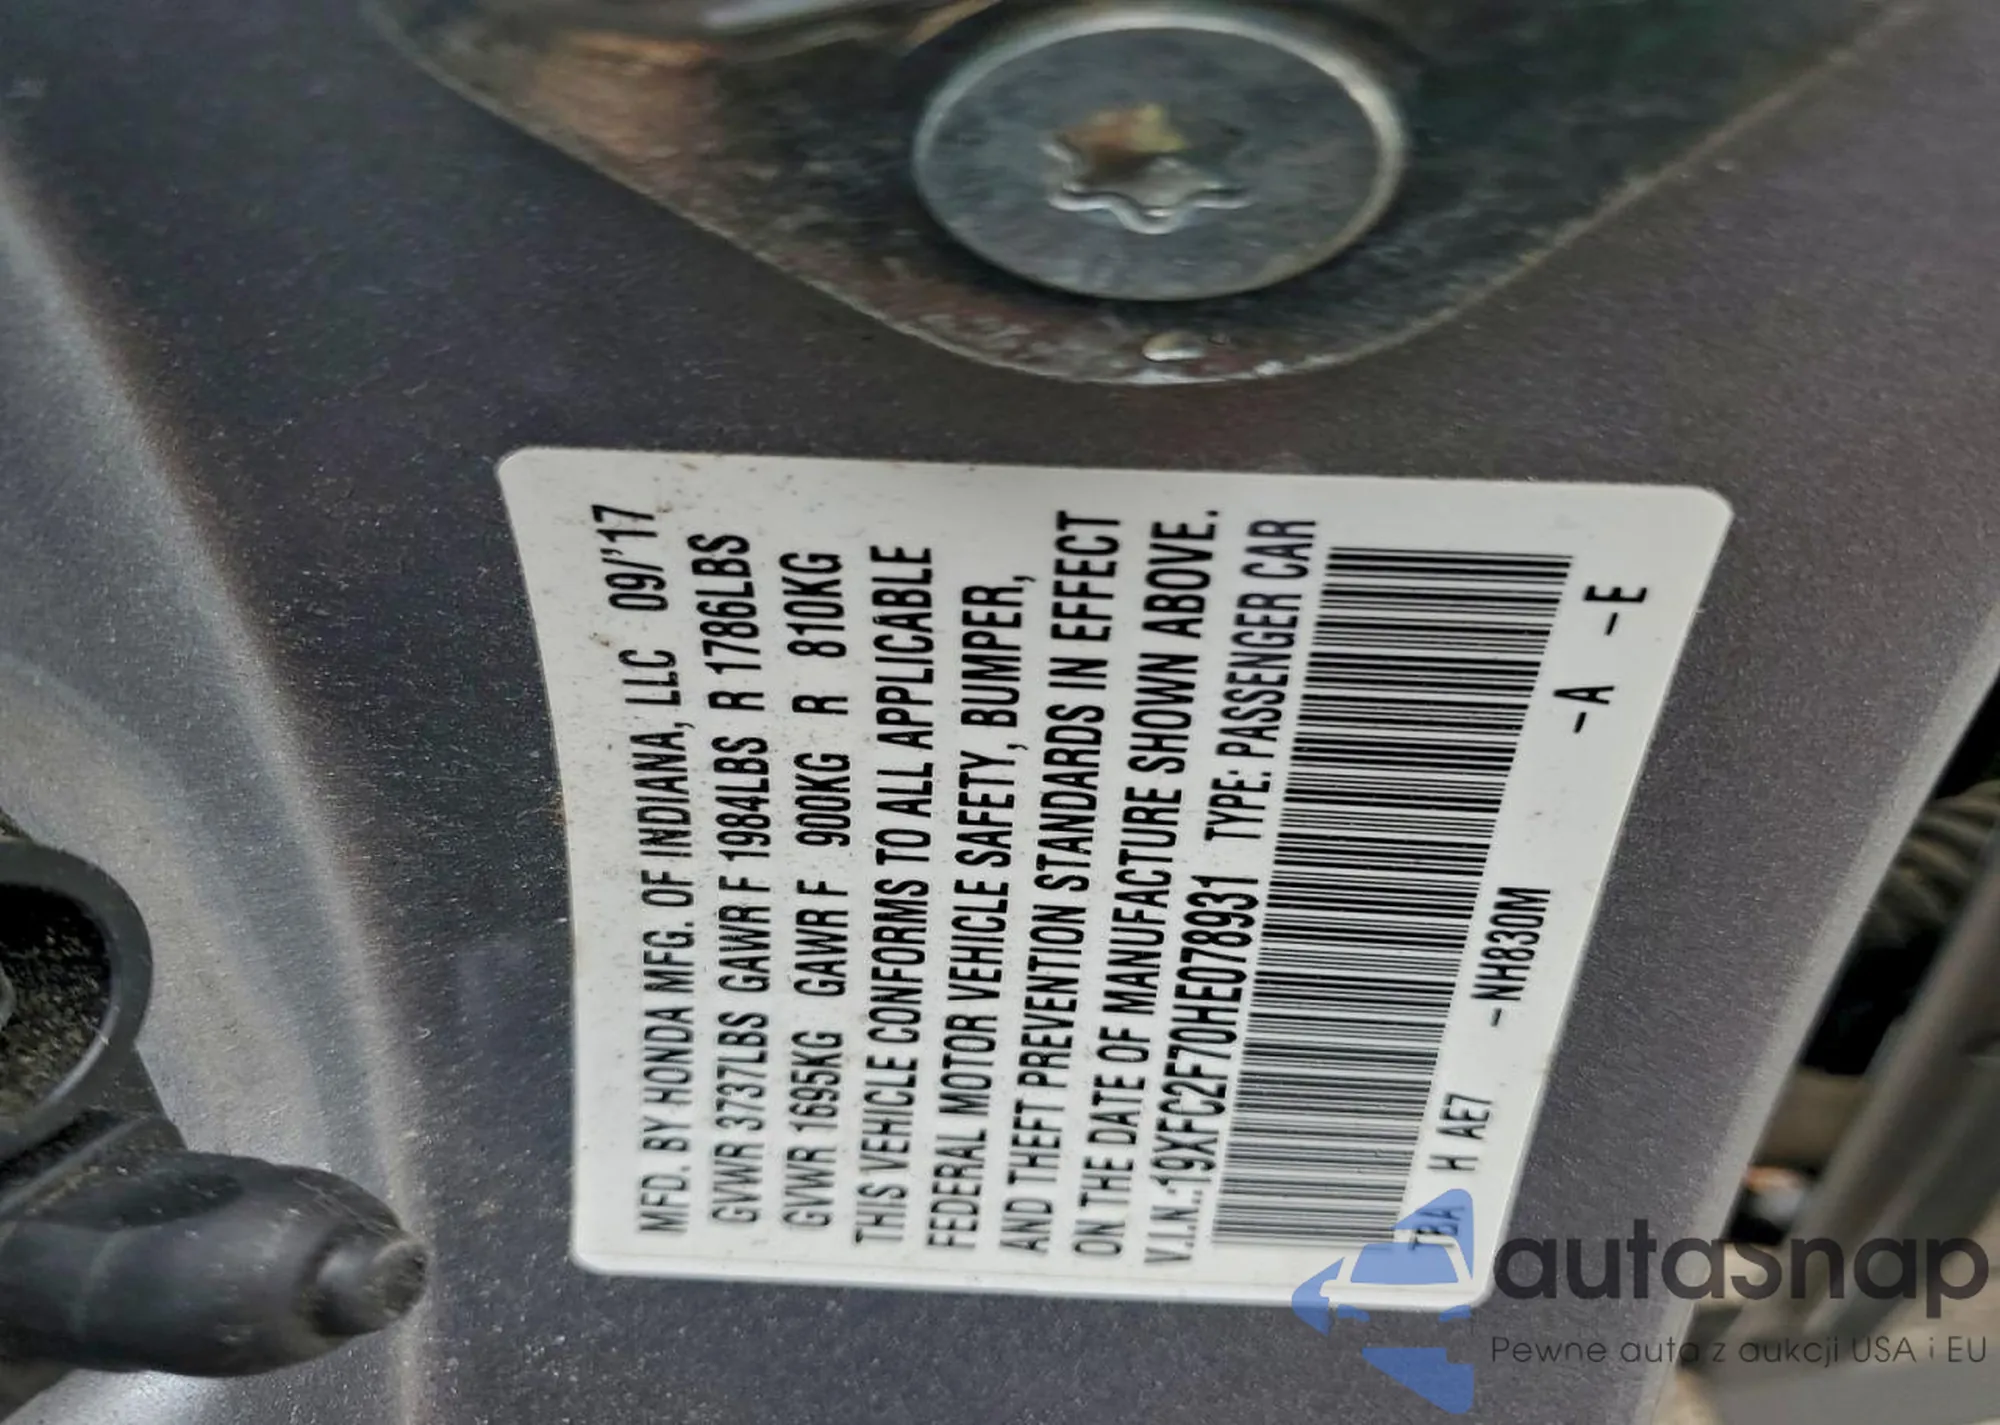 MFD. BY HONDA MFG. OF INDIANA, LLC 09/'17
GVWR 3737LBS GAWR F 1984LBS R 1786LBS
GVWR 1695KG GAWR F 900KG R 810KG
THIS VEHICLE CONFORMS TO ALL APPLICABLE
FEDERAL MOTOR VEHICLE SAFETY, BUMPER,
AND THEFT PREVENTION STANDARDS IN EFFECT
ON THE DATE OF MANUFACTURE SHOWN ABOVE.
V.I.N.:19XFC2F70HE078931 TYPE: PASSENGER CAR
TBA H AE7 -NH830M -A -E
autasnap
Pewne auta z aukcji USA i EU